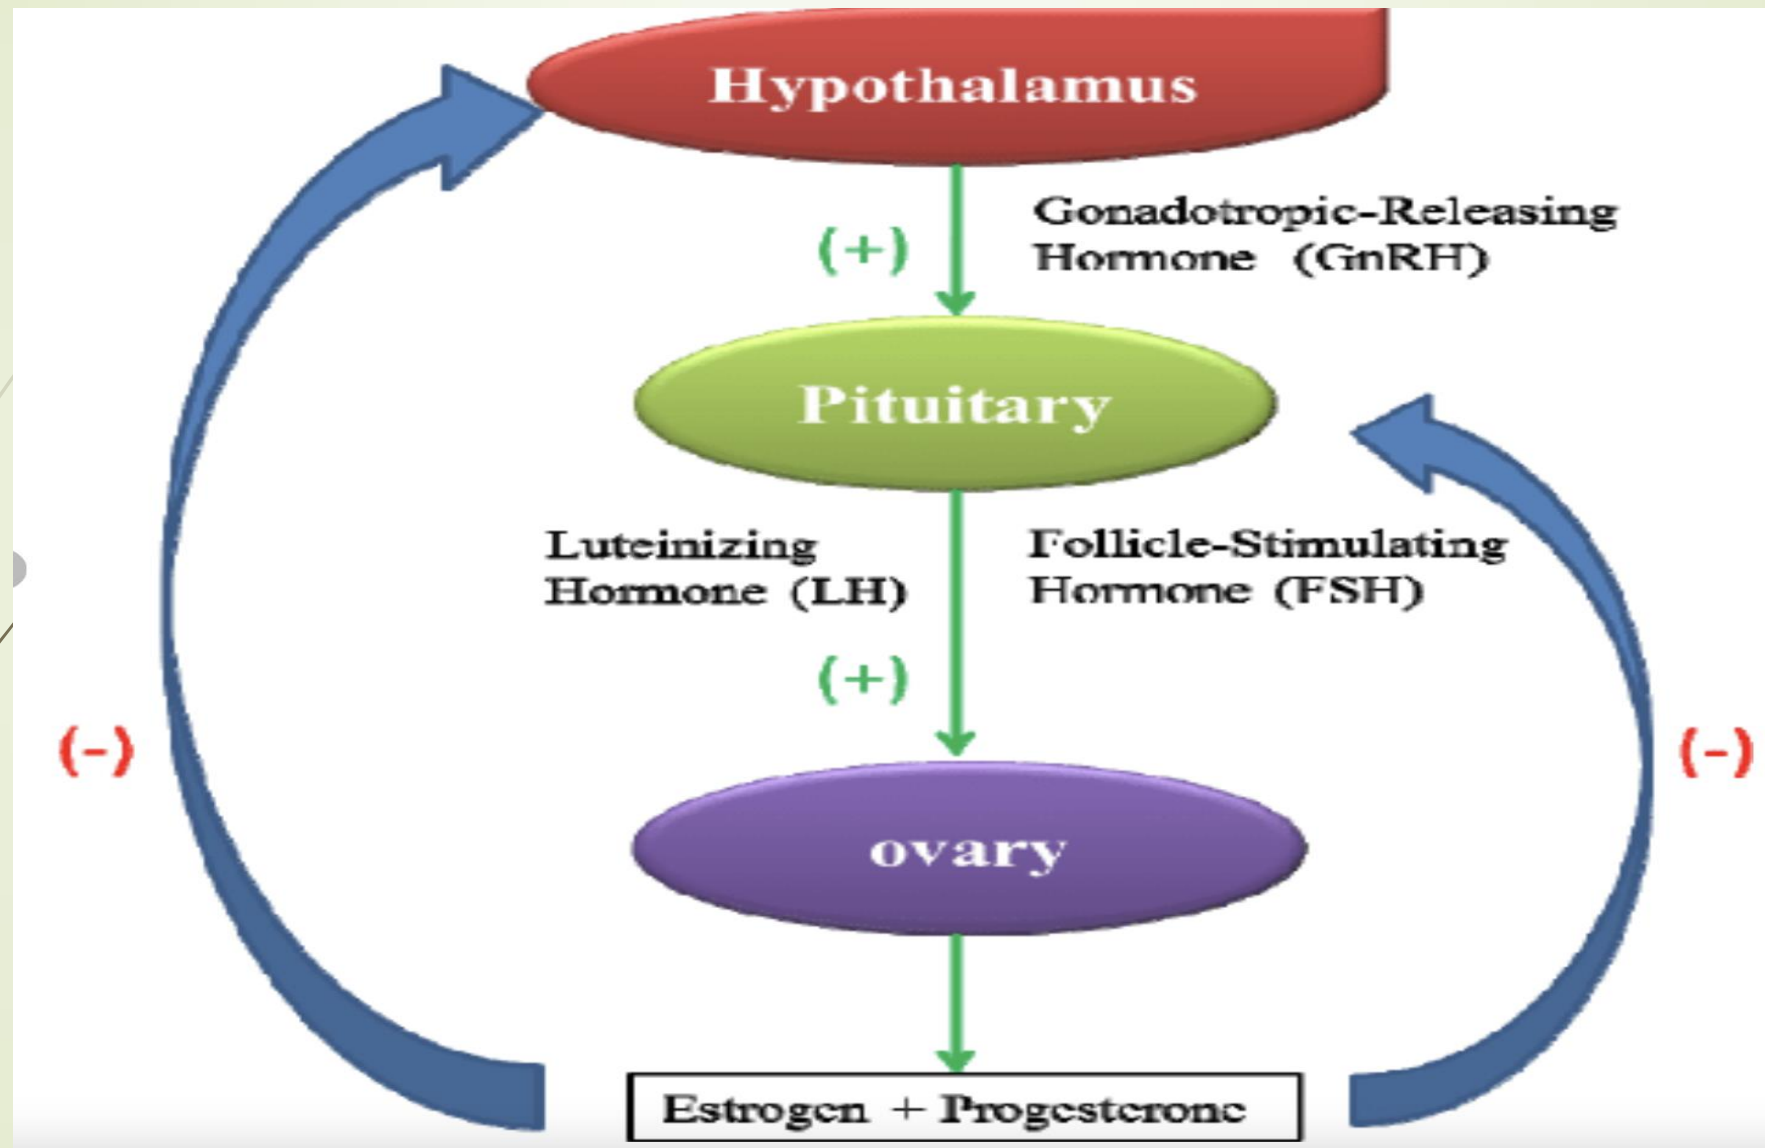 Hypothalamus
(+)
Gonadotropic-Releasing
Hormone (GnRH)
Pituitary
Luteinizing
Hormone (LH)
Follicle-Stimulating
Hormone (FSH)
(+)
(-)
(-)
ovary
Estrogen + Progesterone